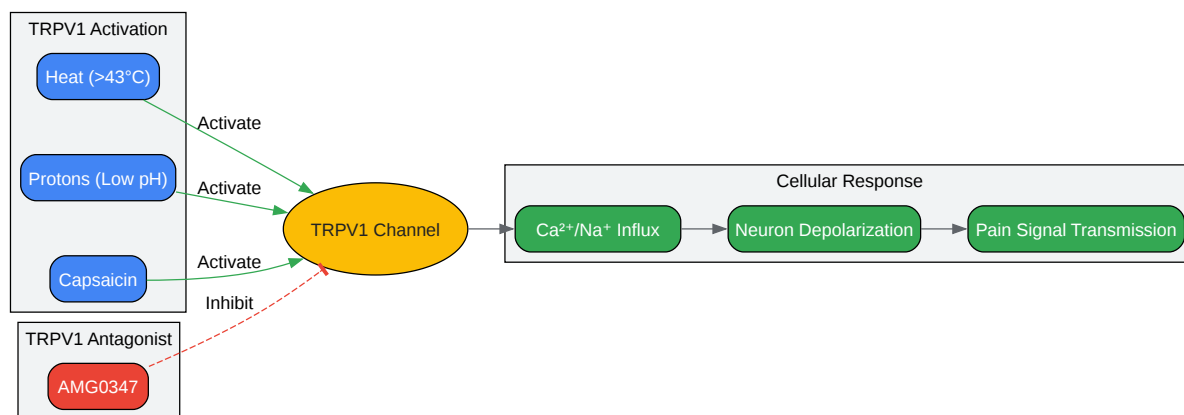 TRPV1 Activation
Heat (>43°C)
Activate
Protons (Low pH)
Activate
Capsaicin
Activate
TRPV1 Antagonist
AMG0347
Inhibit
TRPV1 Channel
Cellular Response
Ca²⁺/Na⁺ Influx
Neuron Depolarization
Pain Signal Transmission